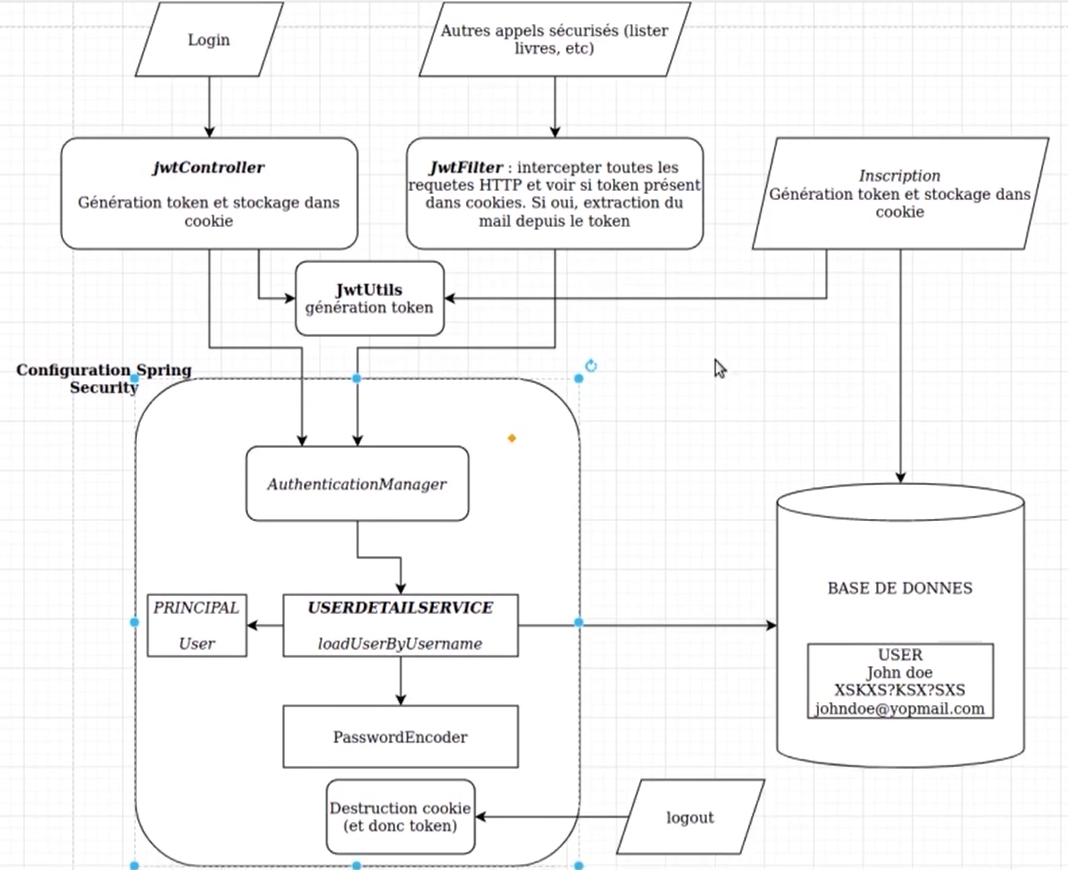 Login
Autres appels sécurisés (lister
livres, etc)
jwtController
Génération token et stockage dans
cookie
JwtFilter : intercepter toutes les
requetes HTTP et voir si token présent
dans cookies. Si oui, extraction du
mail depuis le token
Inscription
Génération token et stockage dans
cookie
JwtUtils
génération token
Configuration Spring
Security
AuthenticationManager
PRINCIPAL
User
USERDETAILSERVICE
loadUserByUsername
BASE DE DONNES
USER
John doe
XSKXS?KSX?SXS
johndoe@yopmail.com
PasswordEncoder
Destruction cookie
(et donc token)
logout